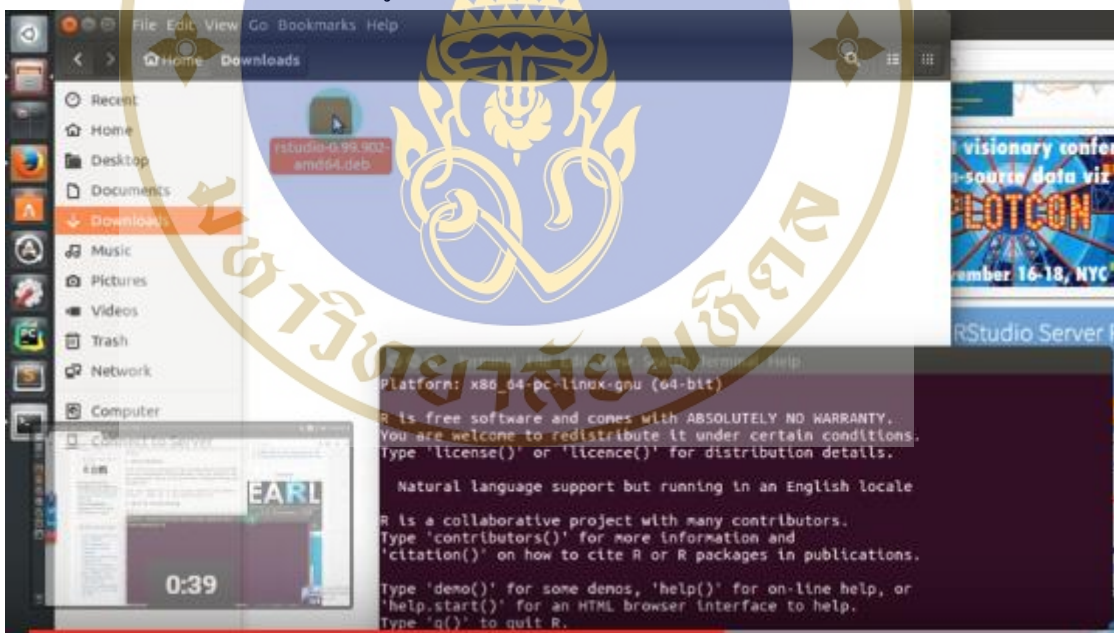 File Edit View Go Bookmarks Help
Home Downloads
Recent
Home
Desktop
Documents
Downloads
Music
Pictures
Videos
Trash
Network
Computer
Connect to Server
rstudio-0.99.902-
amd64.deb
visionary confer
-source data viz
PLOTCON
vember 16-18, NYC
RStudio Server
มหาวิทยาลัยมหิดล
Terminal Help
Platform: x86_64-pc-linux-gnu (64-bit)
R is free software and comes with ABSOLUTELY NO WARRANTY.
You are welcome to redistribute it under certain conditions.
Type 'license()' or 'licence()' for distribution details.
Natural language support but running in an English locale
R is a collaborative project with many contributors.
Type 'contributors()' for more information and
'citation()' on how to cite R or R packages in publications.
Type 'demo()' for some demos, 'help()' for on-line help, or
'help.start()' for an HTML browser interface to help.
Type 'q()' to quit R.
EARL
0:39